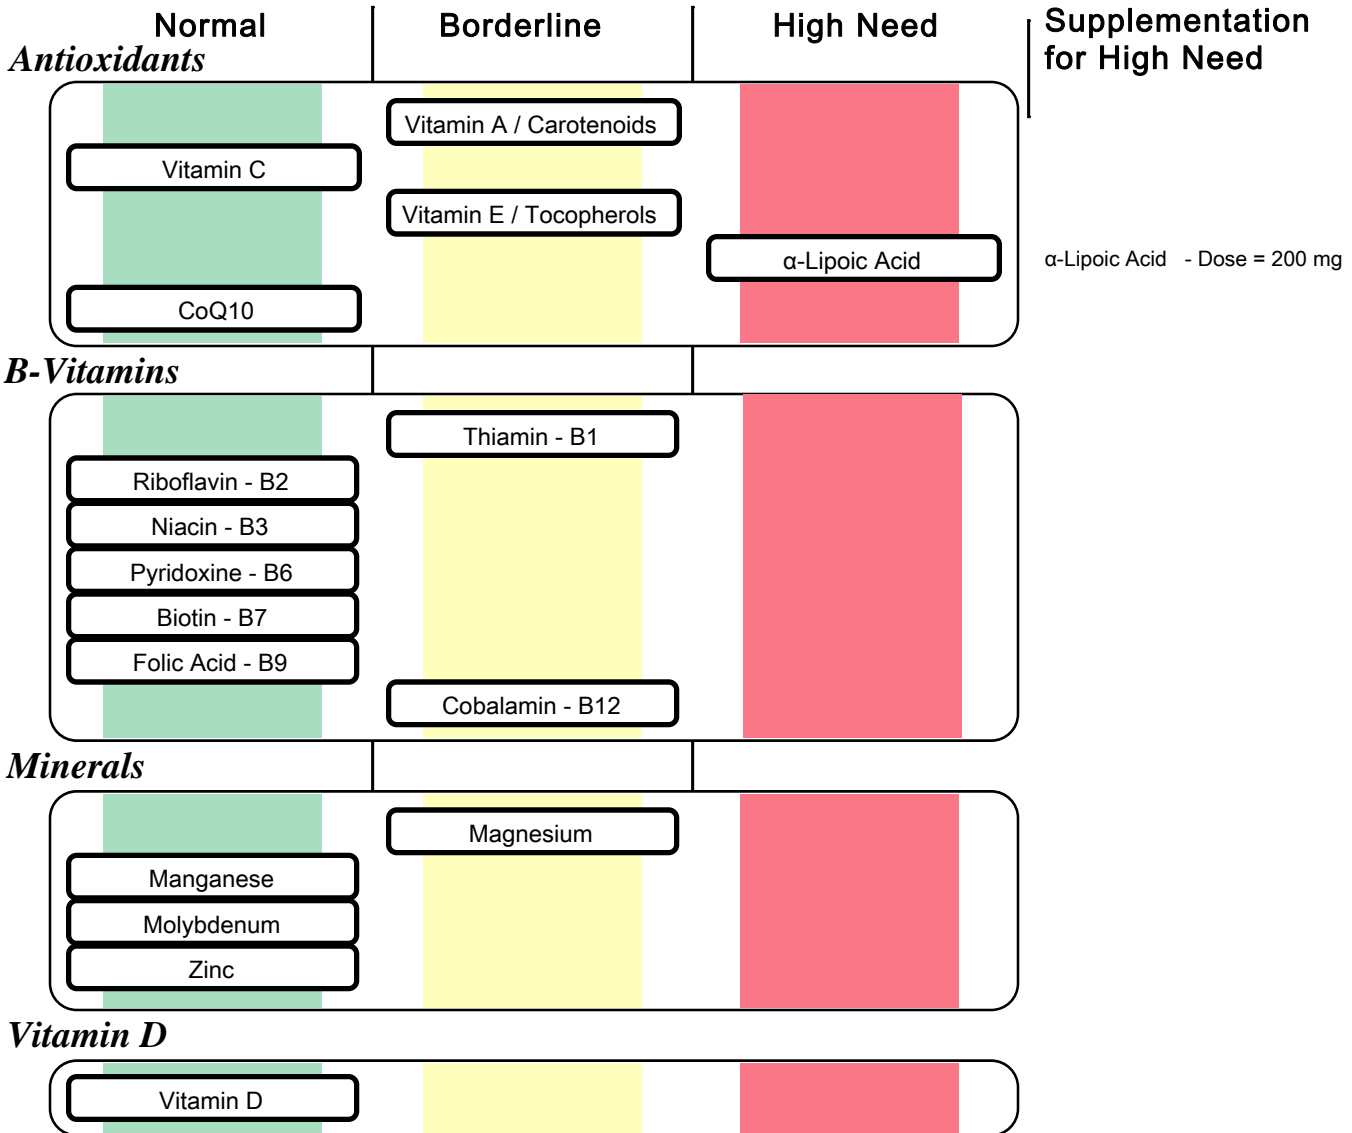 Normal Borderline High Need Supplementation
for High Need
Antioxidants
Vitamin A / Carotenoids
Vitamin C
Vitamin E / Tocopherols
α-Lipoic Acid α-Lipoic Acid - Dose = 200 mg
CoQ10
B-Vitamins
Thiamin - B1
Riboflavin - B2
Niacin - B3
Pyridoxine - B6
Biotin - B7
Folic Acid - B9
Cobalamin - B12
Minerals
Magnesium
Manganese
Molybdenum
Zinc
Vitamin D
Vitamin D